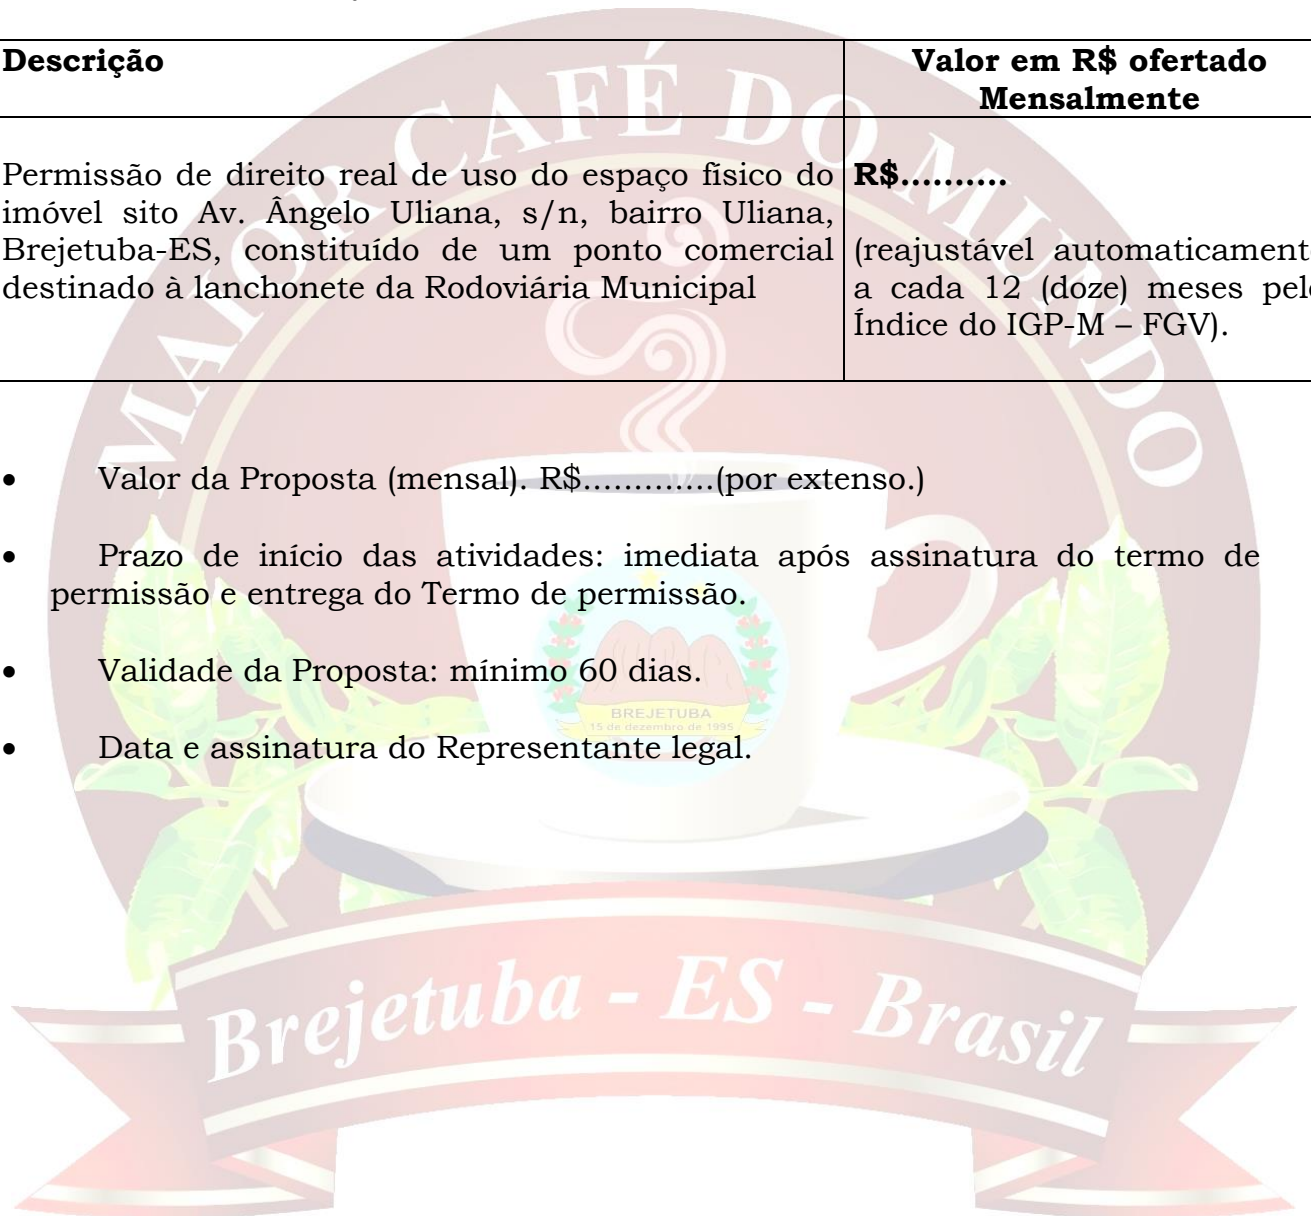 Descrição
Valor em R$ ofertado
Mensalmente
Permissão de direito real de uso do espaço físico do
imóvel sito Av. Ângelo Uliana, s/n, bairro Uliana,
Brejetuba-ES, constituído de um ponto comercial
destinado à lanchonete da Rodoviária Municipal
R$..........
(reajustável automaticament
a cada 12 (doze) meses pel
Índice do IGP-M – FGV).
• Valor da Proposta (mensal). R$.............(por extenso.)
• Prazo de início das atividades: imediata após assinatura do termo de
permissão e entrega do Termo de permissão.
• Validade da Proposta: mínimo 60 dias.
• Data e assinatura do Representante legal.
MAIOR CAFÉ DO MUNDO
BREJETUBA
15 de dezembro de 1995
Brejetuba - ES - Brasil